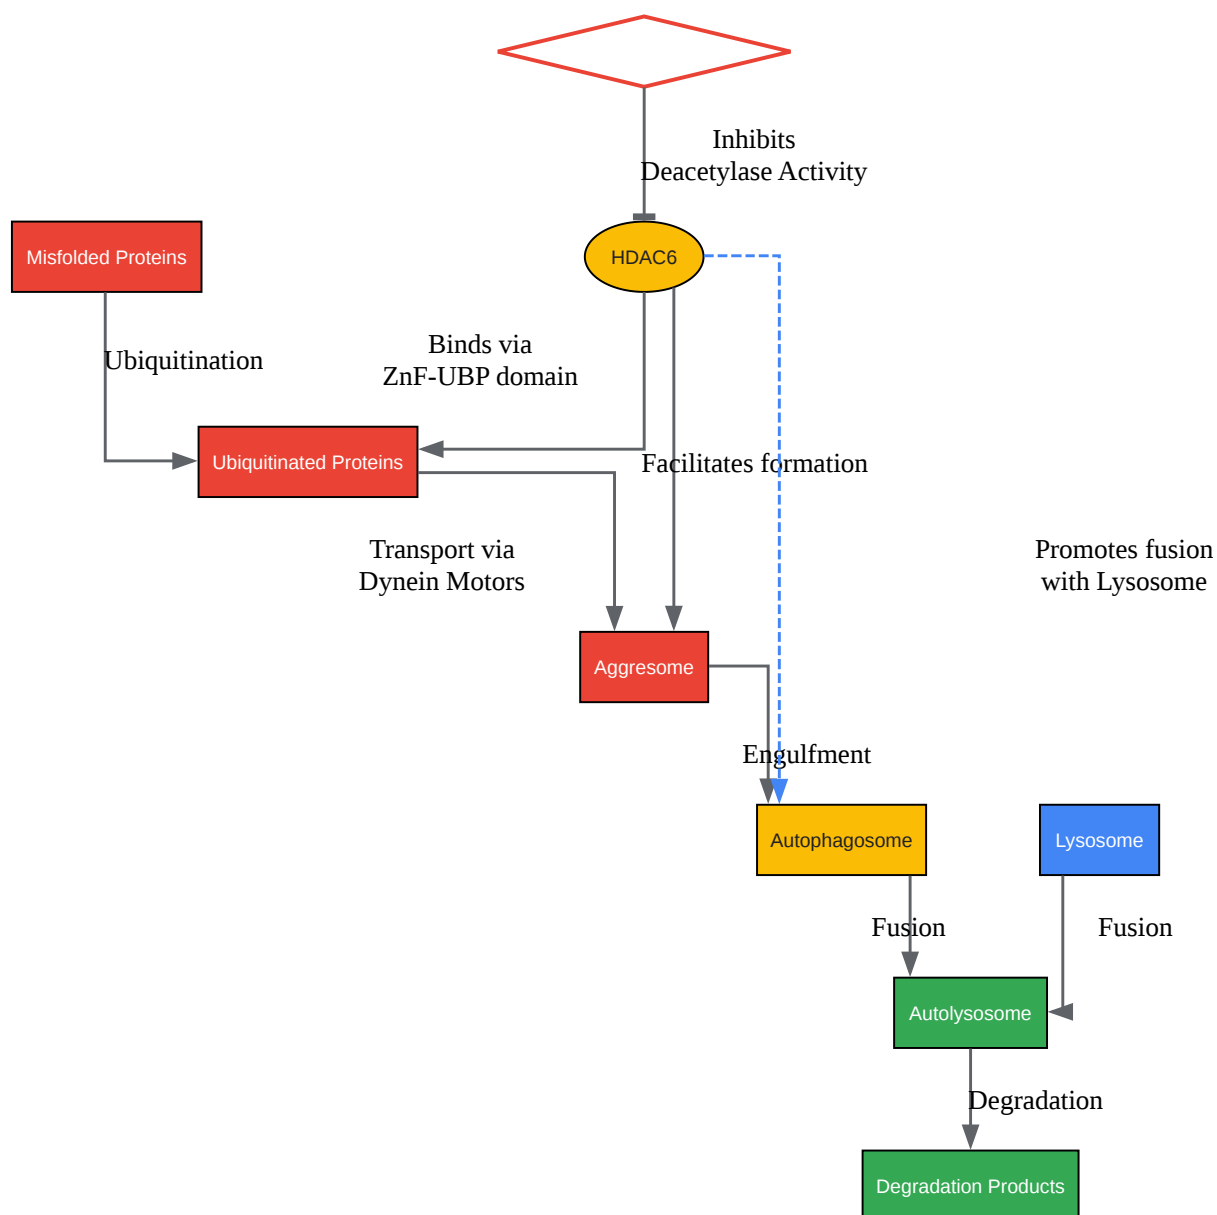 Inhibits
Deacetylase Activity
Misfolded Proteins
HDAC6
Ubiquitination
Binds via
ZnF-UBP domain
Ubiquitinated Proteins
Facilitates formation
Transport via
Dynein Motors
Promotes fusion
with Lysosome
Aggresome
Engulfment
Autophagosome
Lysosome
Fusion
Fusion
Autolysosome
Degradation
Degradation Products